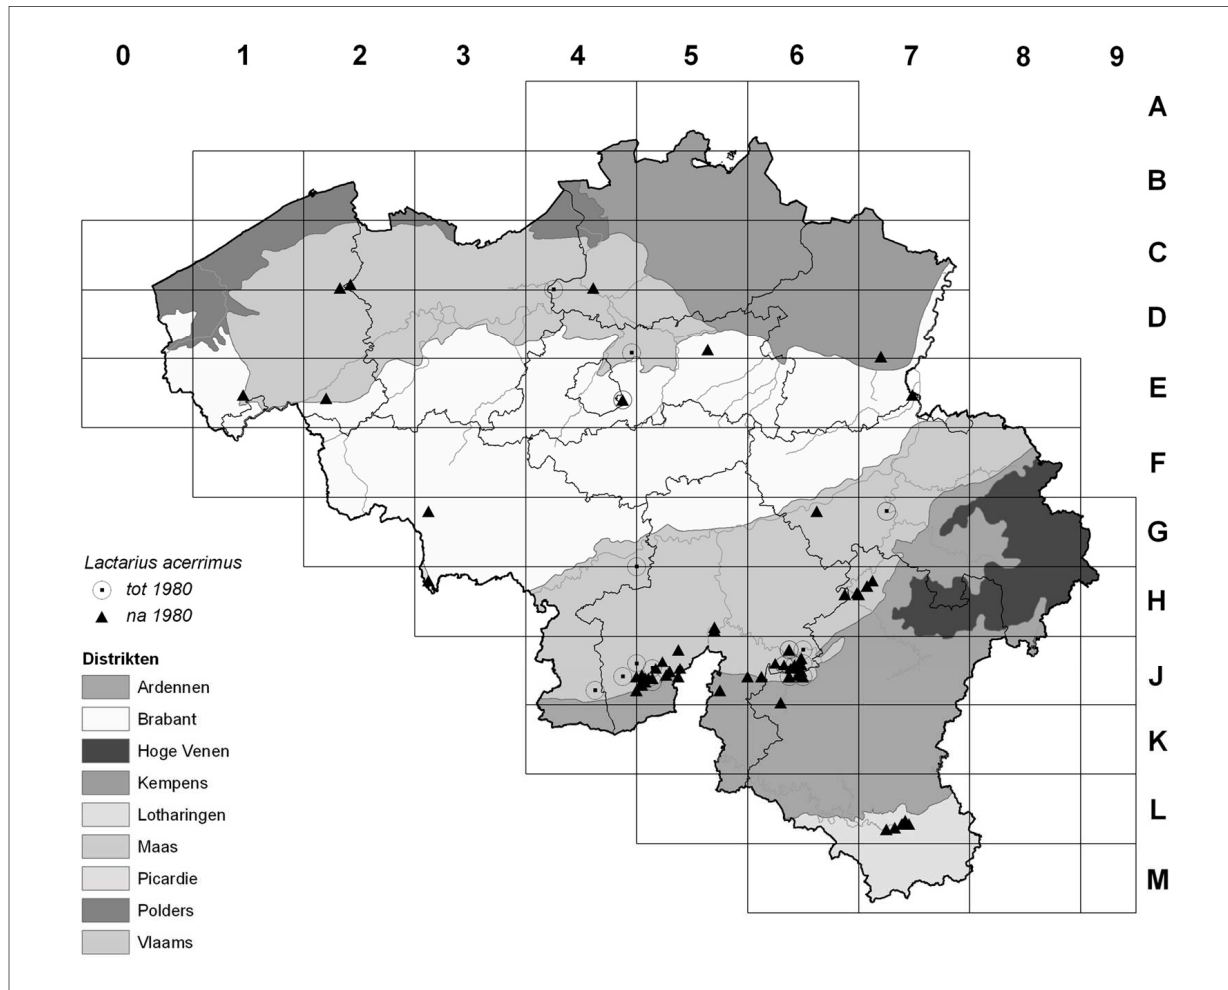 0 1 2 3 4 5 6 7 8 9
A
B
C
D
E
F
G
H
J
K
L
M
Lactarius acerrimus
tot 1980
na 1980
Distrikten
Ardennen
Brabant
Hoge Venen
Kempens
Lotharingen
Maas
Picardie
Polders
Vlaams